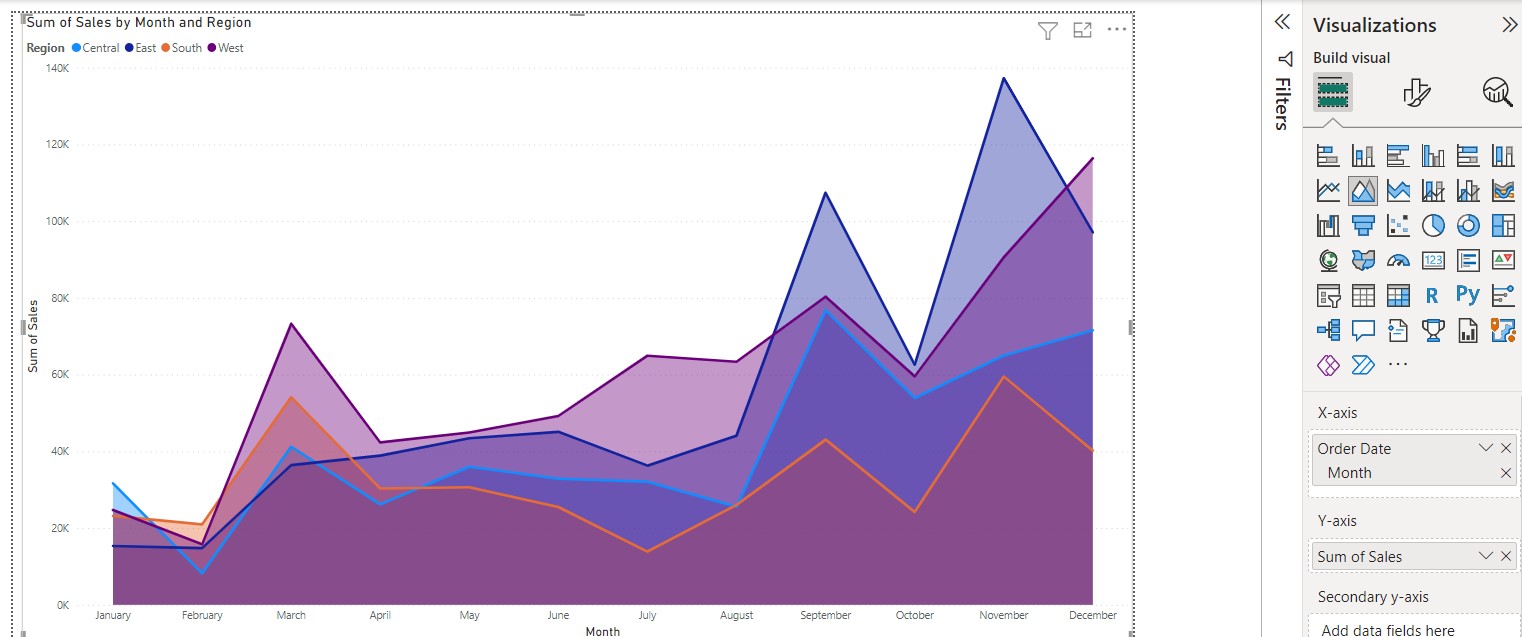 Sum of Sales by Month and Region
Region Central East South West
140K
120K
100K
80K
60K
40K
20K
0K
Sum of Sales
January February March April May June July August September October November December
Month
Filters
Visualizations
Build visual
123
R
Py
X-axis
Order Date
Month
Y-axis
Sum of Sales
Secondary y-axis
Add data fields here